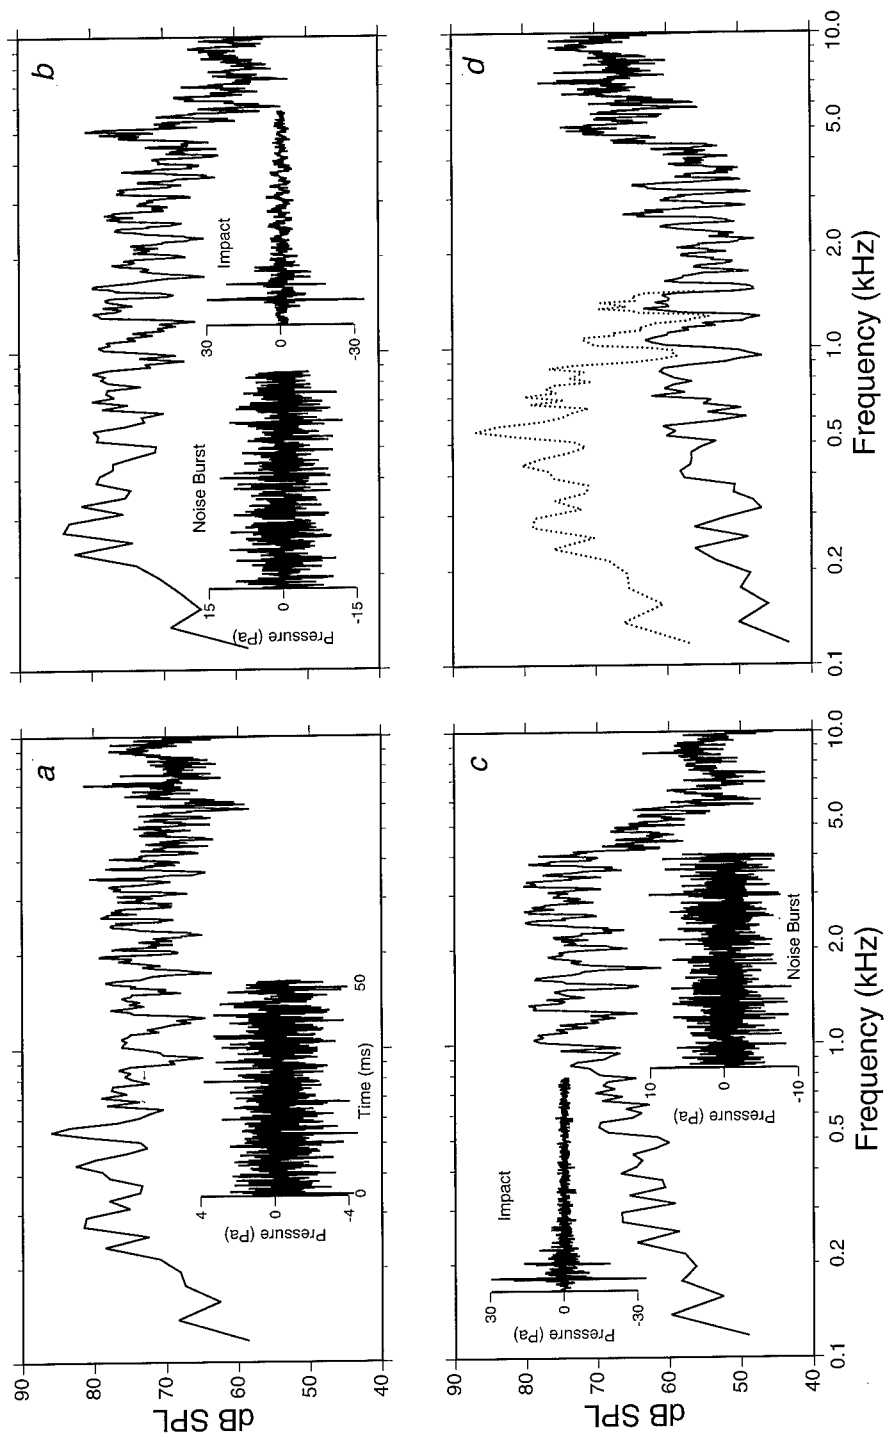 a
90
80
70
60
50
40
dB SPL
4
0
-4
Pressure (Pa)
0
50
Time (ms)
b
Noise Burst
15
0
-15
Pressure (Pa)
Impact
30
0
-30
c
90
80
70
60
50
40
dB SPL
Impact
30
0
-30
Pressure (Pa)
10
0
-10
Pressure (Pa)
Noise Burst
0.1
0.2
0.5
1.0
2.0
5.0
10.0
Frequency (kHz)
d
0.1
0.2
0.5
1.0
2.0
5.0
10.0
Frequency (kHz)